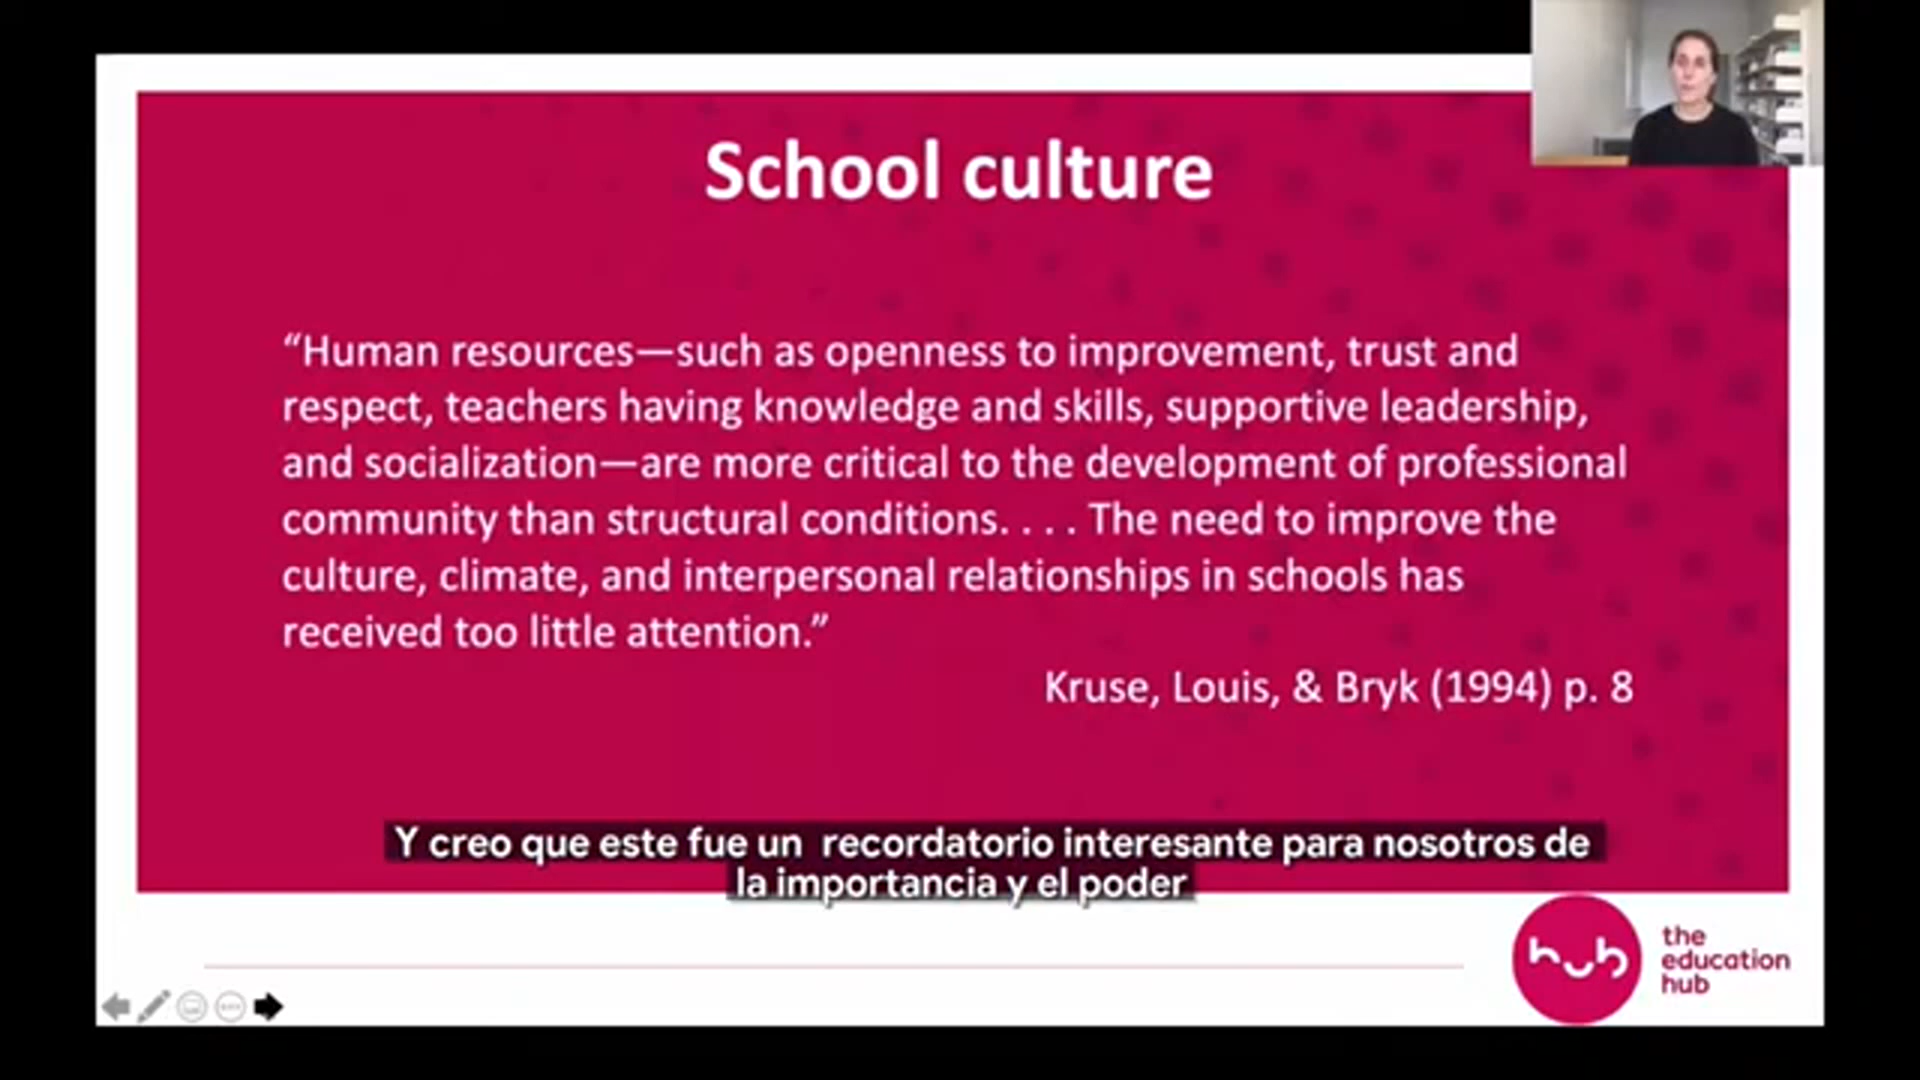 School culture
“Human resources—such as openness to improvement, trust and
respect, teachers having knowledge and skills, supportive leadership,
and socialization—are more critical to the development of professional
community than structural conditions. . . . The need to improve the
culture, climate, and interpersonal relationships in schools has
received too little attention.”
Kruse, Louis, & Bryk (1994) p. 8
Y creo que este fue un recordatorio interesante para nosotros de
la importancia y el poder
hub
the
education
hub